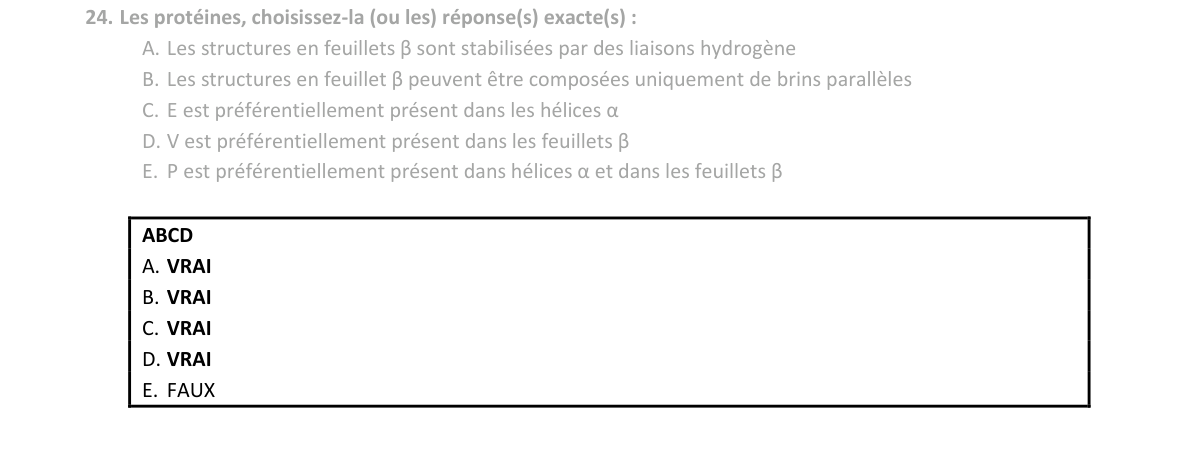 24. Les protéines, choisissez-la (ou les) réponse(s) exacte(s) :
A. Les structures en feuillets β sont stabilisées par des liaisons hydrogène
B. Les structures en feuillet β peuvent être composées uniquement de brins parallèles
C. E est préférentiellement présent dans les hélices α
D. V est préférentiellement présent dans les feuillets β
E. P est préférentiellement présent dans hélices α et dans les feuillets β
ABCD
A. VRAI
B. VRAI
C. VRAI
D. VRAI
E. FAUX